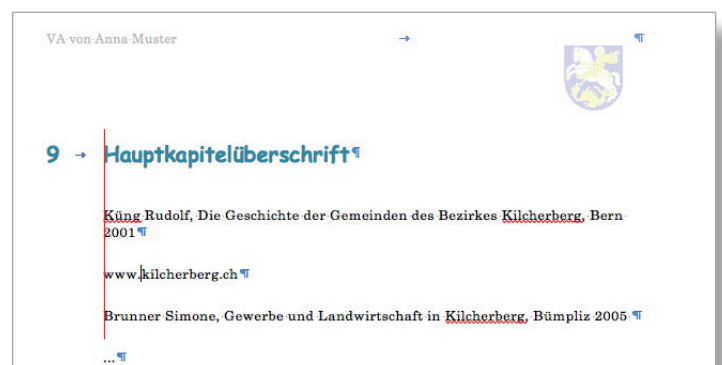 VA von Anna Muster
9 Hauptkapitelüberschrift
Küng Rudolf, Die Geschichte der Gemeinden des Bezirkes Kilcherberg, Bern
2001
www.kilcherberg.ch
Brunner Simone, Gewerbe und Landwirtschaft in Kilcherberg, Bümpliz 2005
...